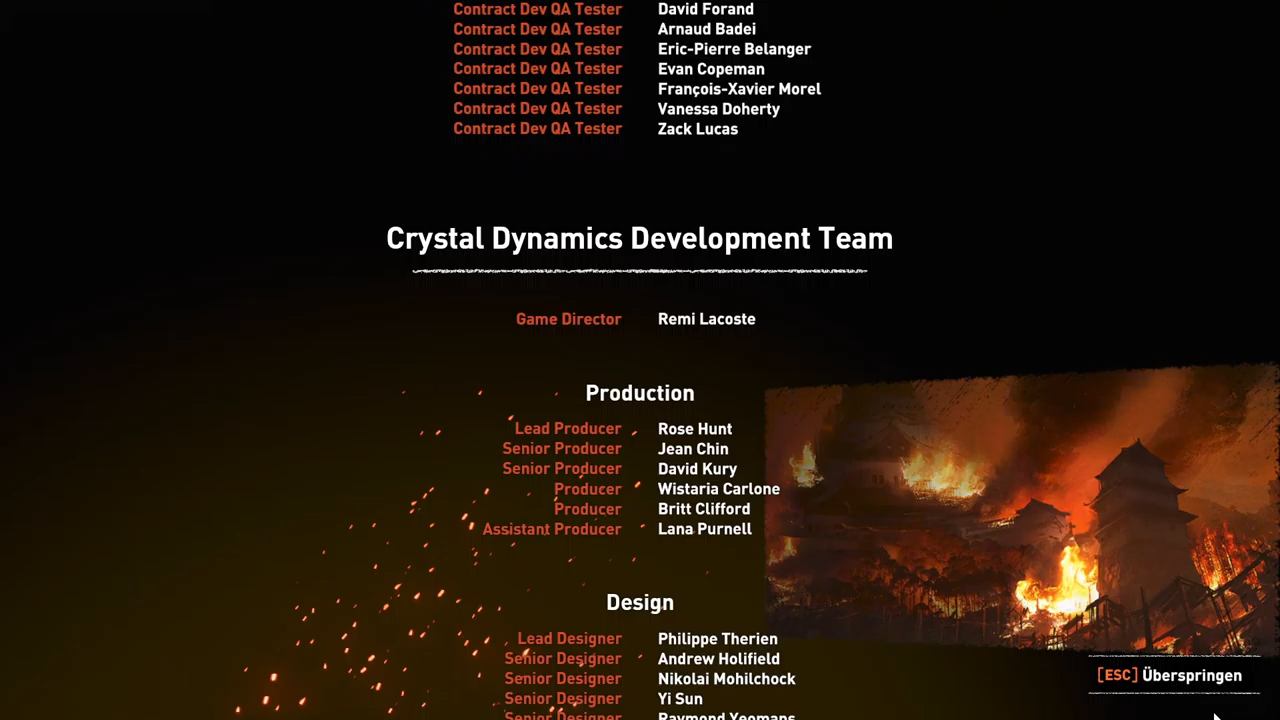 Contract Dev QA Tester David Forand
Contract Dev QA Tester Arnaud Badei
Contract Dev QA Tester Eric-Pierre Belanger
Contract Dev QA Tester Evan Copeman
Contract Dev QA Tester François-Xavier Morel
Contract Dev QA Tester Vanessa Doherty
Contract Dev QA Tester Zack Lucas
Crystal Dynamics Development Team
Game Director Remi Lacoste
Production
Lead Producer Rose Hunt
Senior Producer Jean Chin
Senior Producer David Kury
Producer Wistaria Carlone
Producer Britt Clifford
Assistant Producer Lana Purnell
Design
Lead Designer Philippe Therien
Senior Designer Andrew Holifield
Senior Designer Nikolai Mohilchock
Senior Designer Yi Sun
Senior Designer Raymond Yeomans
[ESC] Überspringen